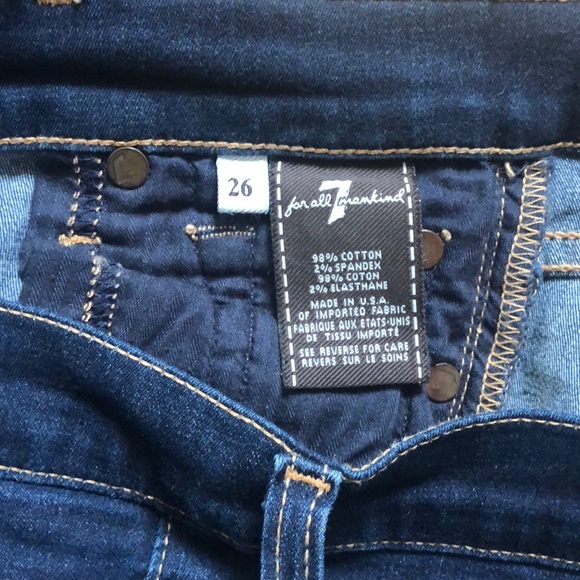 26
for all 7 mankind
98% COTTON
2% SPANDEX
98% COTON
2% ELASTHANE
MADE IN U.S.A.
OF IMPORTED FABRIC
FABRIQUE AUX ETATS-UNIS
DE TISSU IMPORTÉ
SEE REVERSE FOR CARE
REVERS SUR LE SOINS